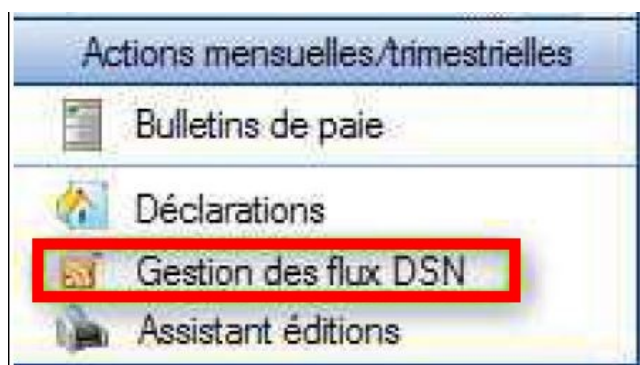 Actions mensuelles/trimestrielles
Bulletins de paie
Déclarations
Gestion des flux DSN
Assistant éditions